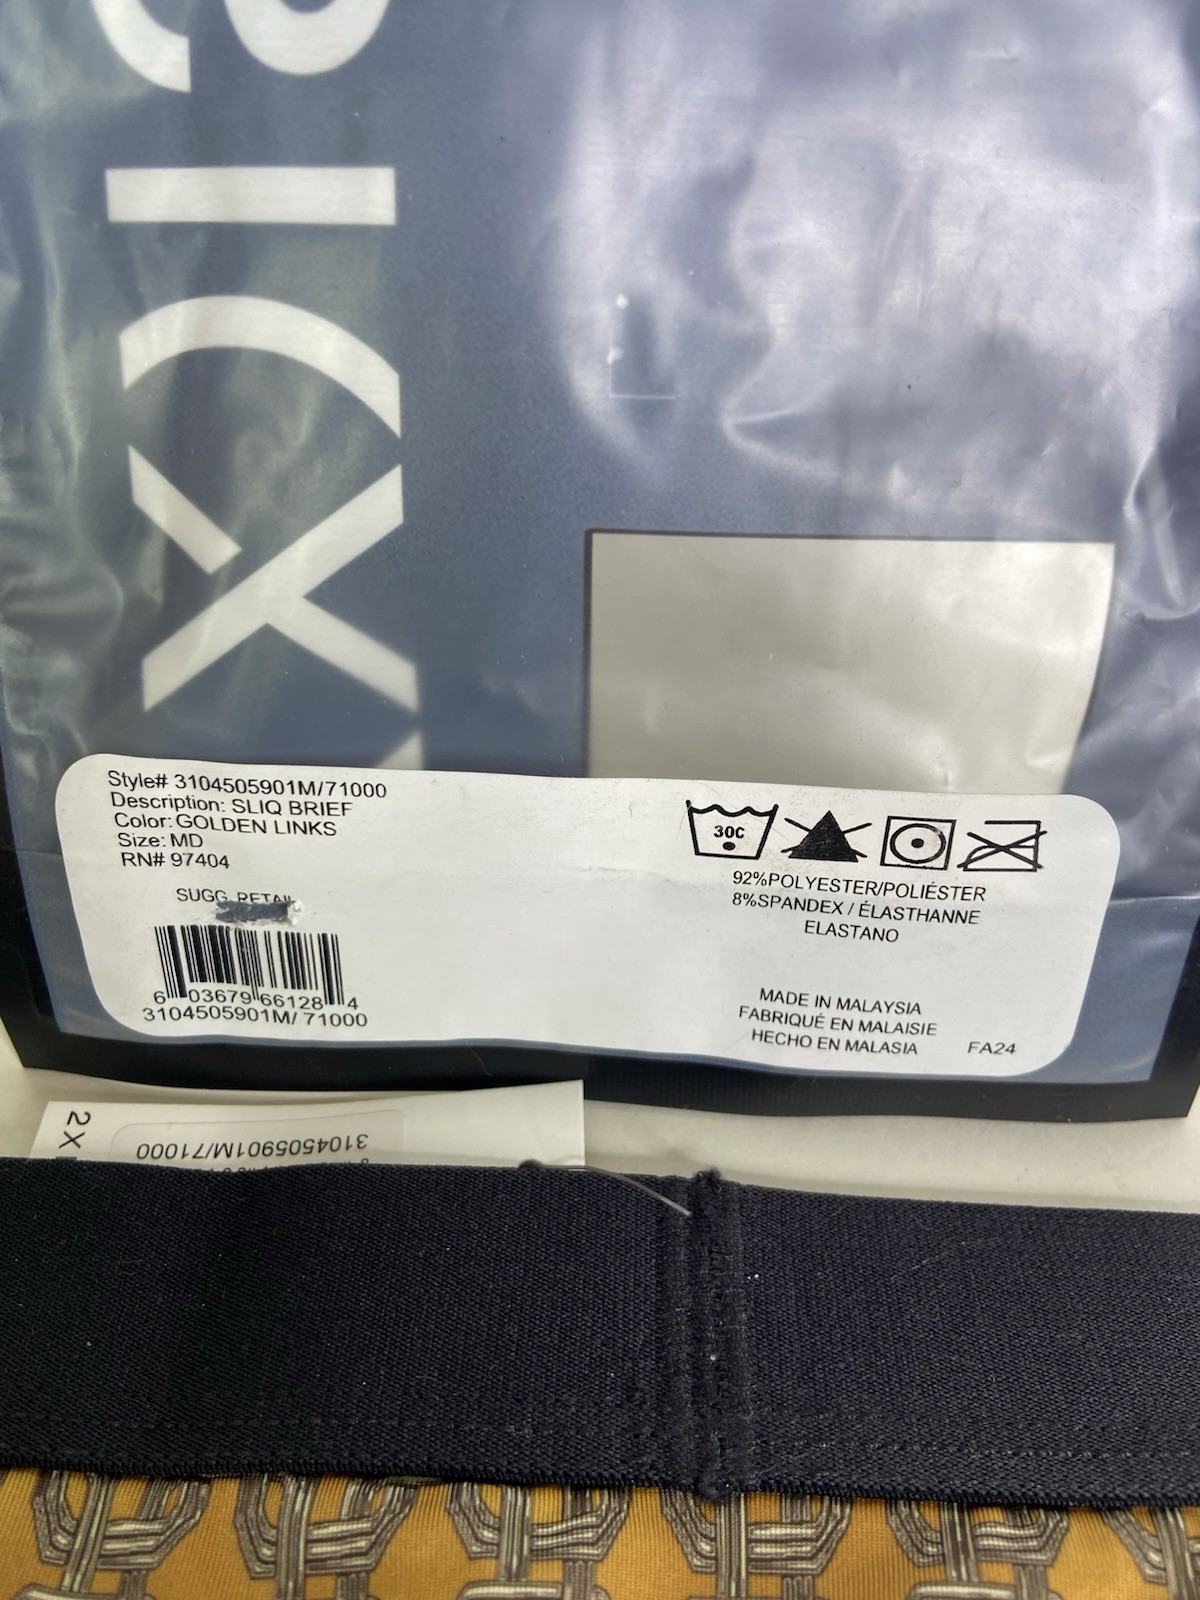 Style# 3104505901M/71000
Description: SLIQ BRIEF
Color:GOLDEN LINKS
Size: MD
RN# 97404
SUGG. RETAIL
6 03679 66128 4
3104505901M/ 71000
30C
92%POLYESTER/POLIÉSTER
8%SPANDEX / ÉLASTHANNE
ELASTANO
MADE IN MALAYSIA
FABRIQUÉ EN MALAISIE
HECHO EN MALASIA
FA24
2X
3104505901M/71000